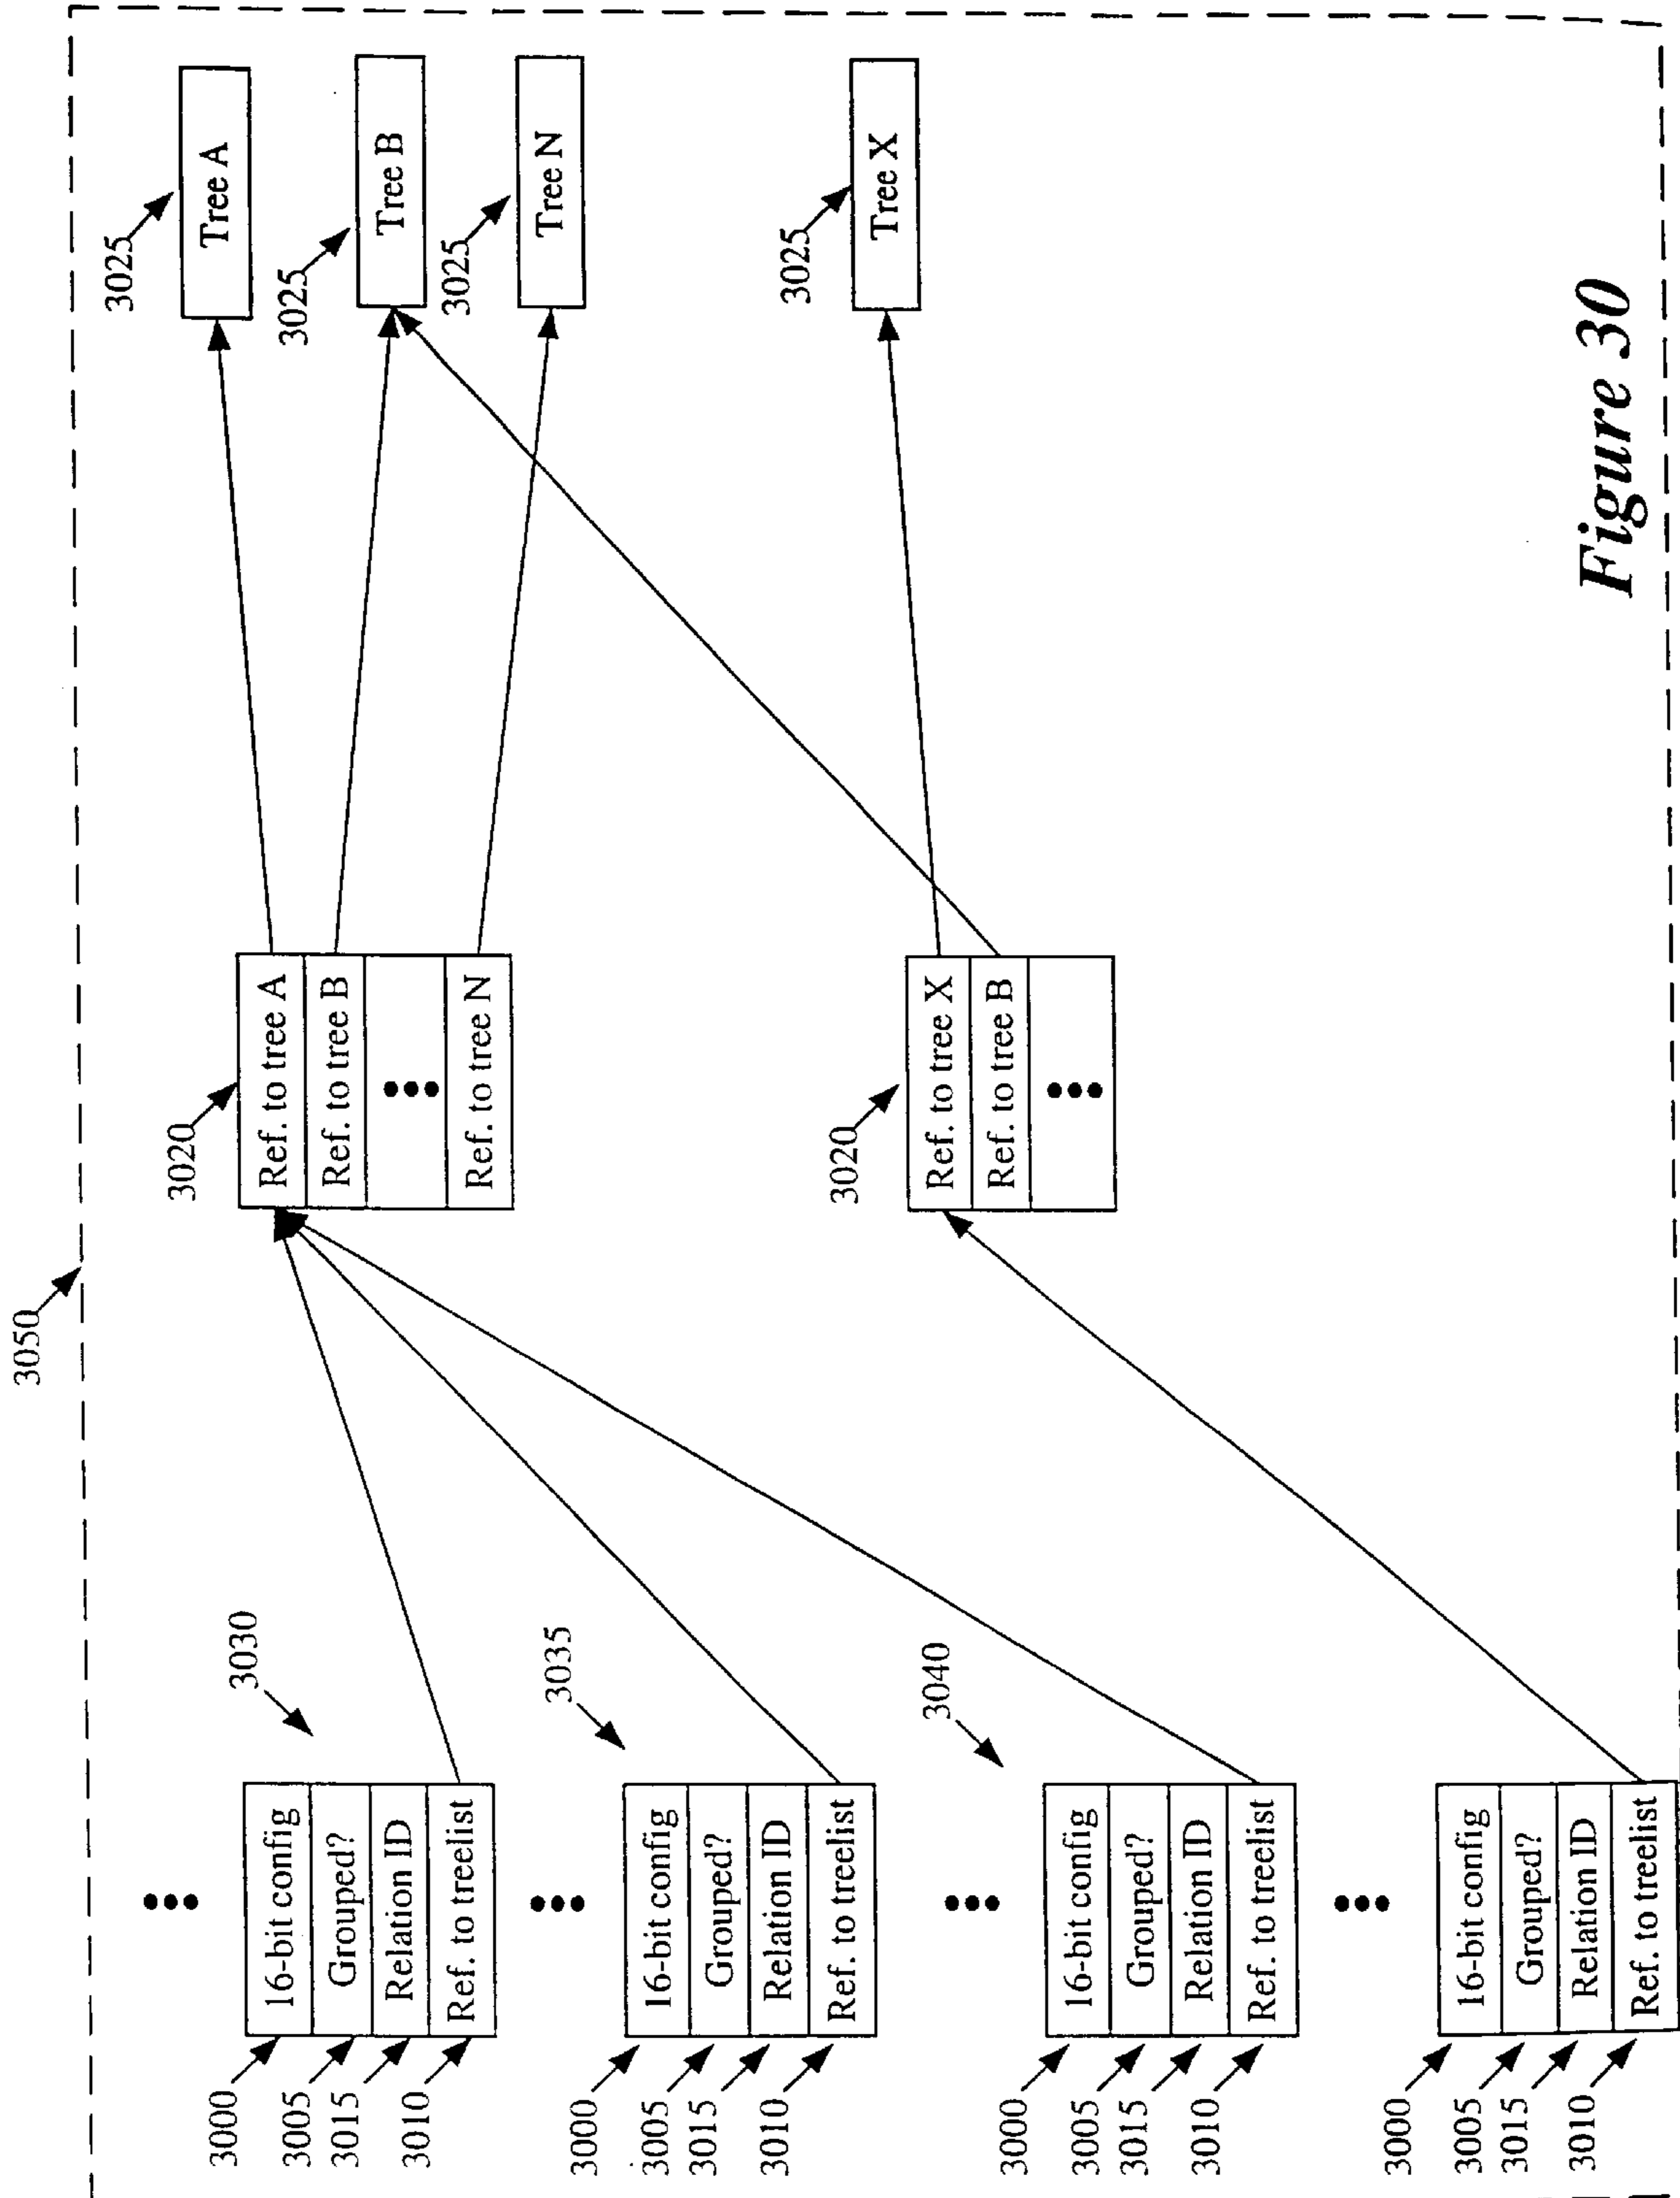 3050
3000
3005
3015
3010
16-bit config
Grouped?
Relation ID
Ref. to treelist
3030
3000
3005
3015
3010
16-bit config
Grouped?
Relation ID
Ref. to treelist
3035
3000
3005
3015
3010
16-bit config
Grouped?
Relation ID
Ref. to treelist
3040
3000
3005
3015
3010
16-bit config
Grouped?
Relation ID
Ref. to treelist
3020
Ref. to tree A
Ref. to tree B
Ref. to tree N
3020
Ref. to tree X
Ref. to tree B
3025
Tree A
3025
Tree B
3025
Tree N
3025
Tree X
Figure 30